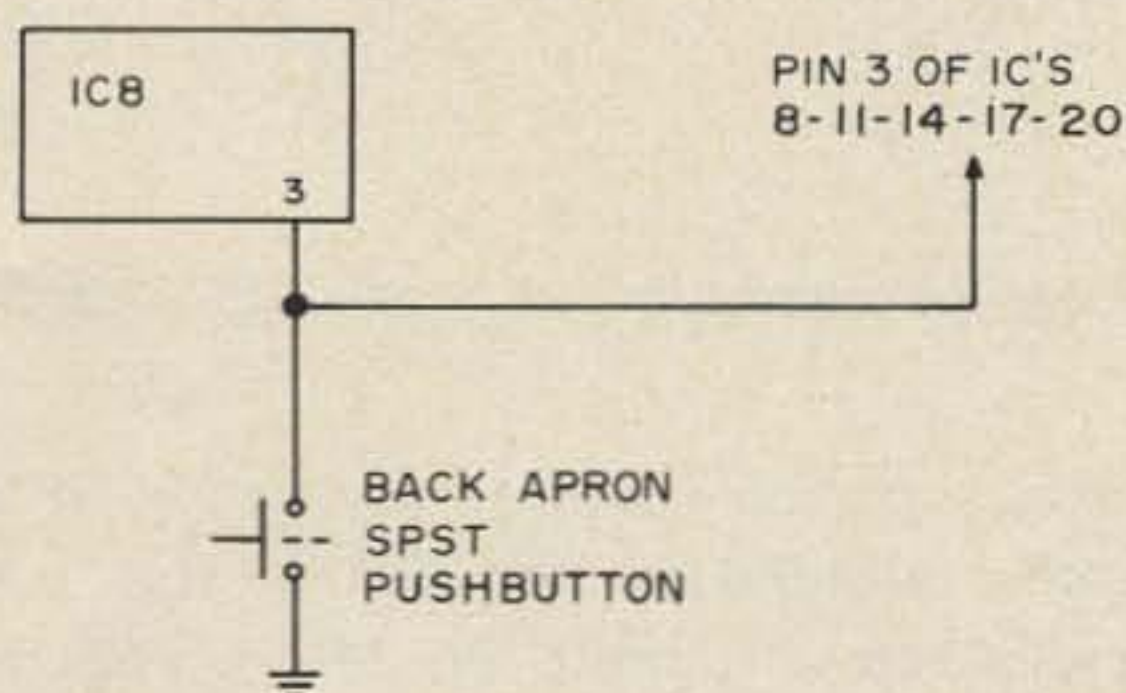 IC8
3
PIN 3 OF IC'S
8-11-14-17-20
BACK APRON
SPST
PUSHBUTTON